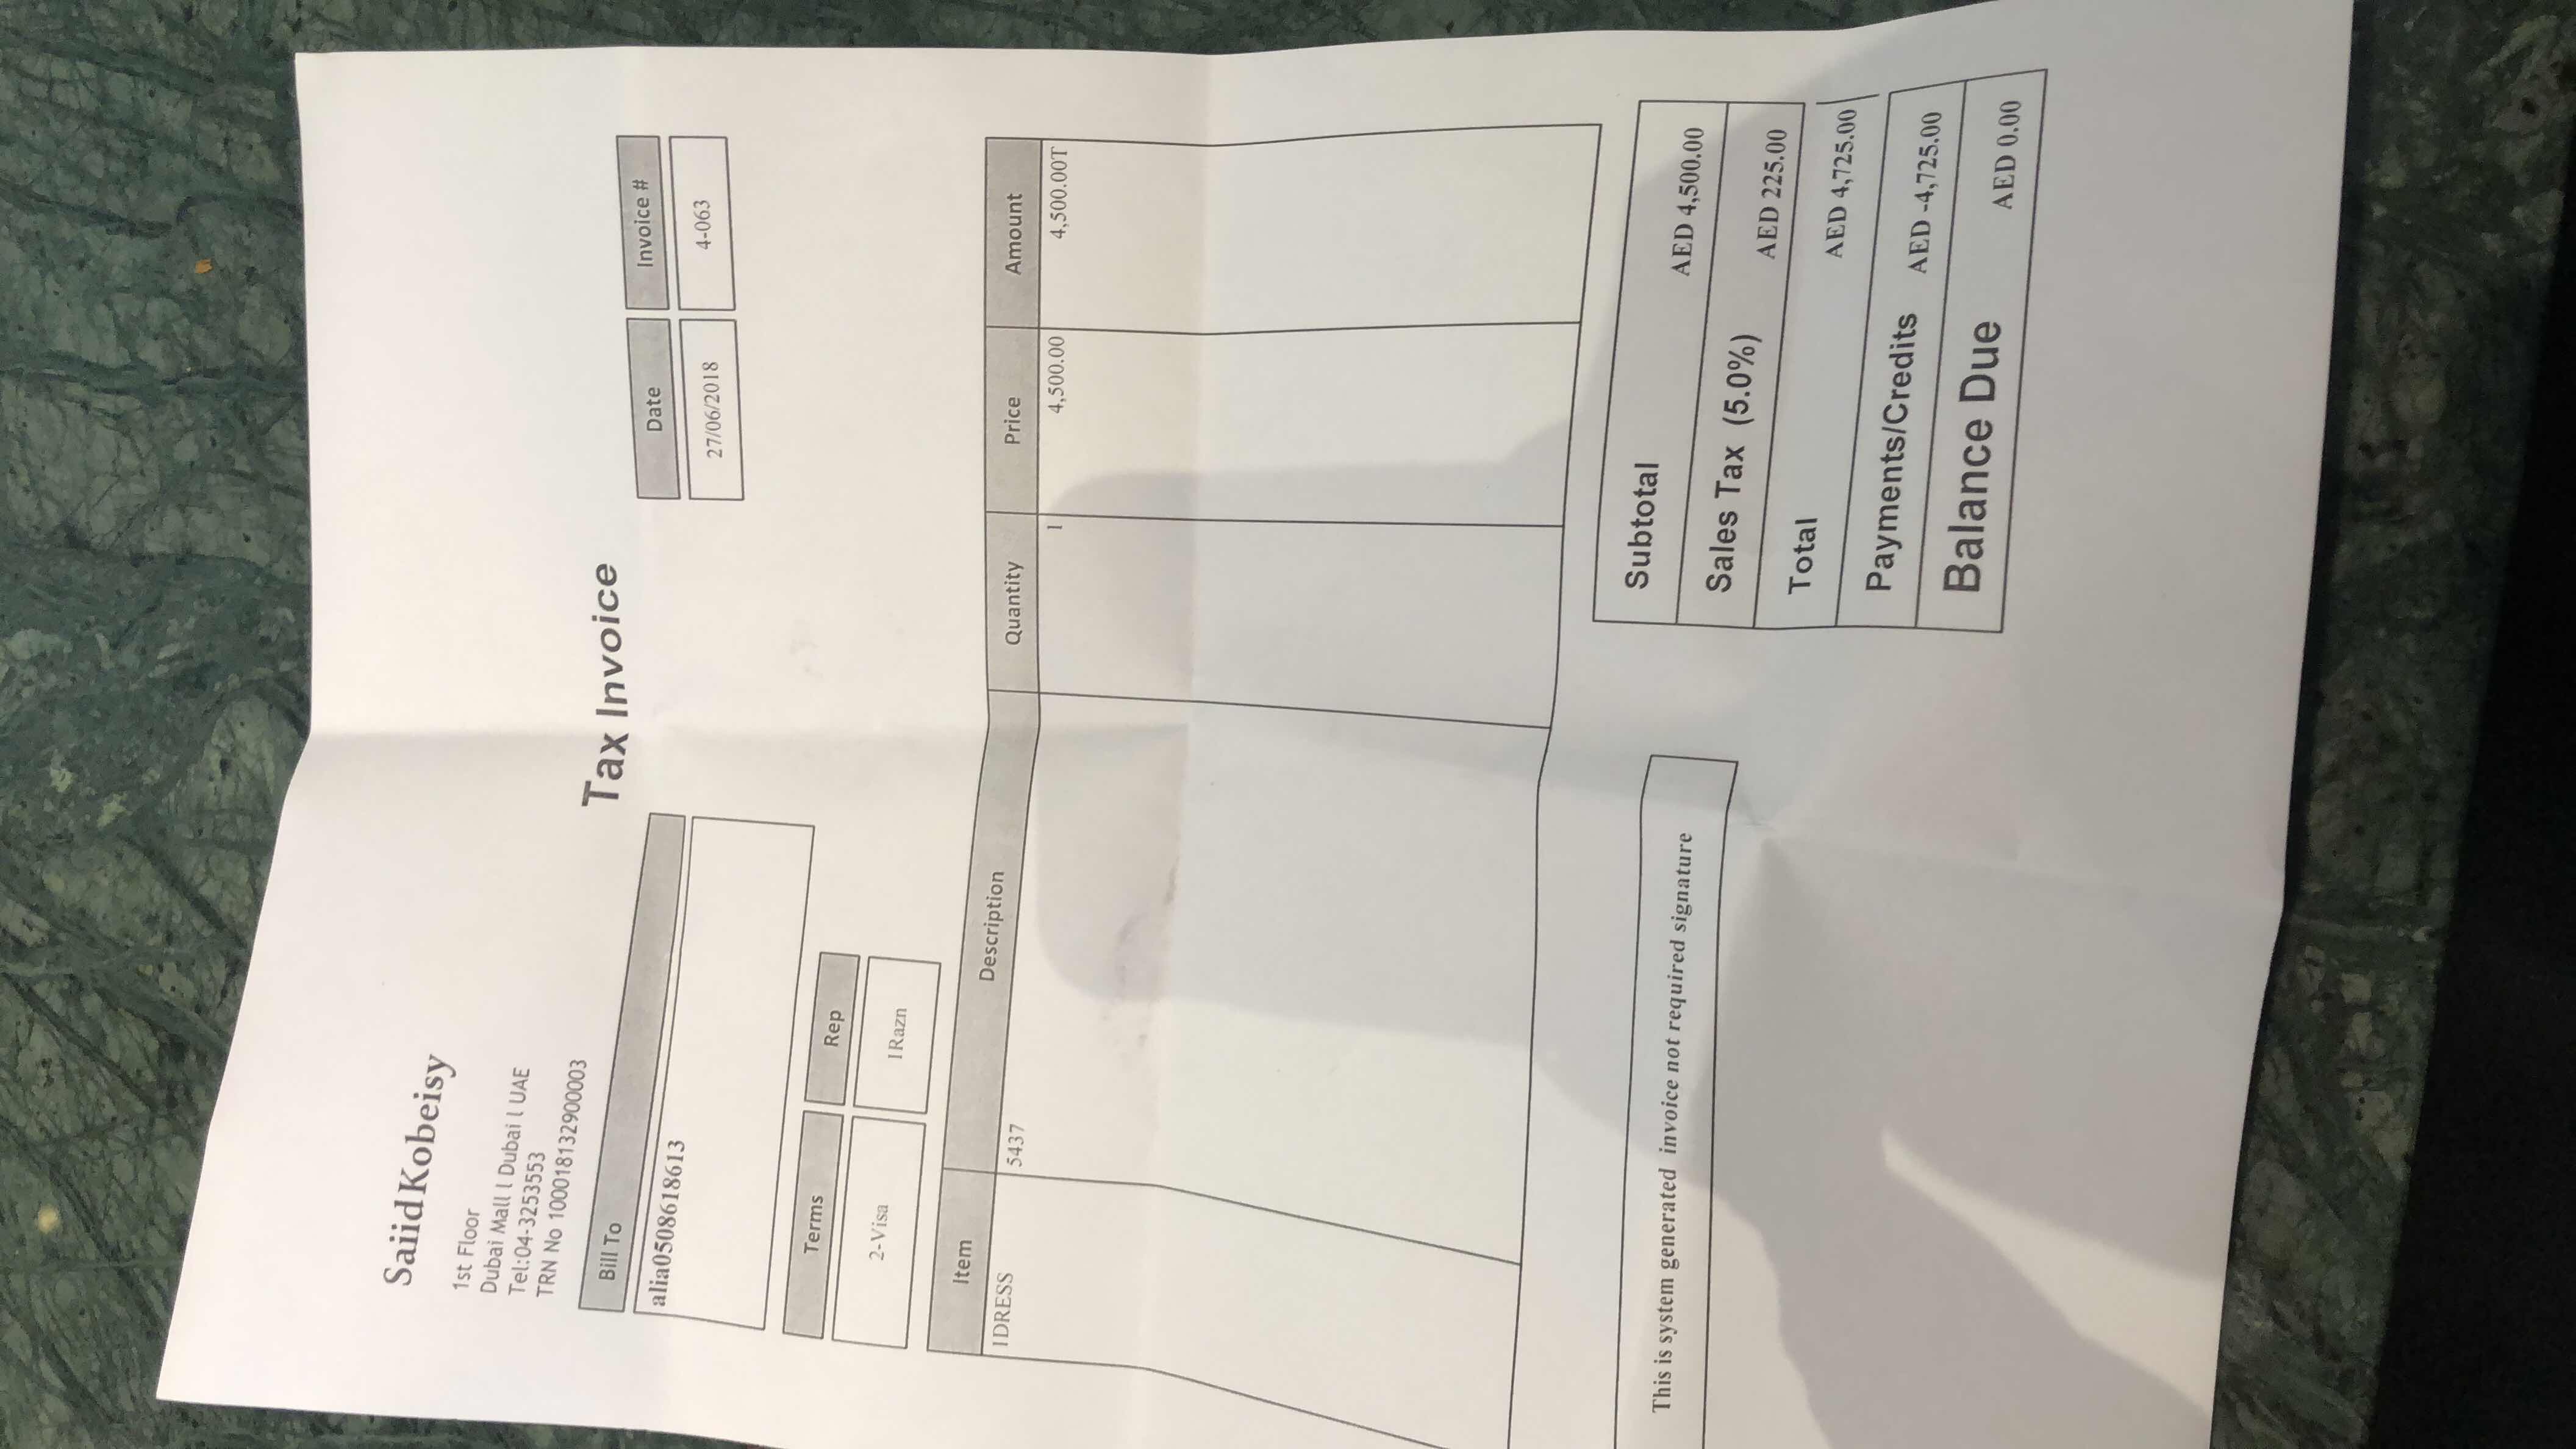 Saiid Kobeisy
1st Floor
Dubai Mall l Dubai l UAE
Tel:04-3253553
TRN No 100018132900003
Tax Invoice
Bill To
alia0508618613
Date Invoice #
27/06/2018 4-063
Terms Rep
2-Visa 1Razn
Item Description Quantity Price Amount
1DRESS 5437 1 4,500.00 4,500.00T
This is system generated invoice not required signature
Subtotal AED 4,500.00
Sales Tax (5.0%) AED 225.00
Total AED 4,725.00
Payments/Credits AED -4,725.00
Balance Due AED 0.00